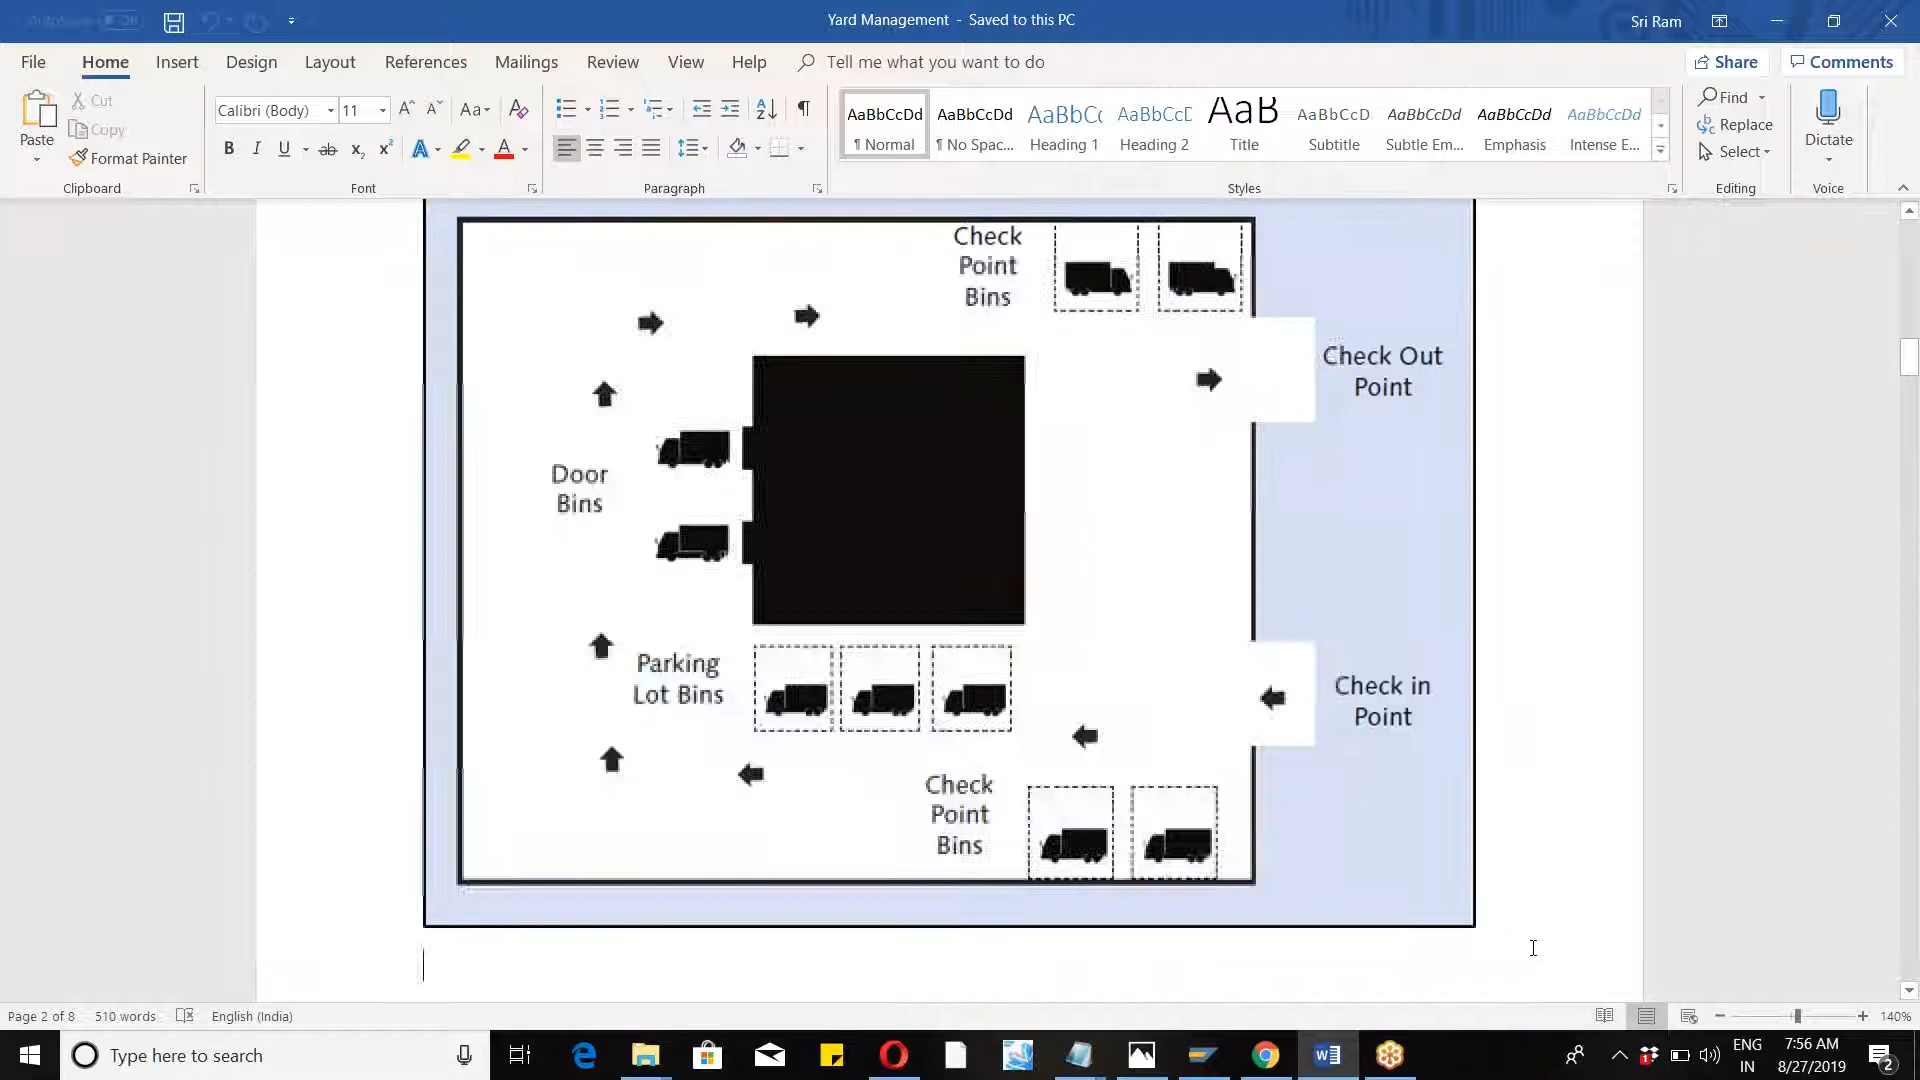 Yard Management - Saved to this PC
Sri Ram
File Home Insert Design Layout References Mailings Review View Help Tell me what you want to do
Share Comments
Paste
Cut
Copy
Format Painter
Clipboard
Calibri (Body) 11
Font
Paragraph
AaBbCcDd AaBbCcDd AaBbCc AaBbCcD AaB AaBbCcD AaBbCcDd AaBbCcDd AaBbCcDd
¶ Normal ¶ No Spac... Heading 1 Heading 2 Title Subtitle Subtle Em... Emphasis Intense E...
Styles
Find
Replace
Select
Editing
Dictate
Voice
Check
Point
Bins
Check Out
Point
Door
Bins
Parking
Lot Bins
Check in
Point
Check
Point
Bins
Page 2 of 8 510 words English (India)
140%
Type here to search
ENG
IN
7:56 AM
8/27/2019
2